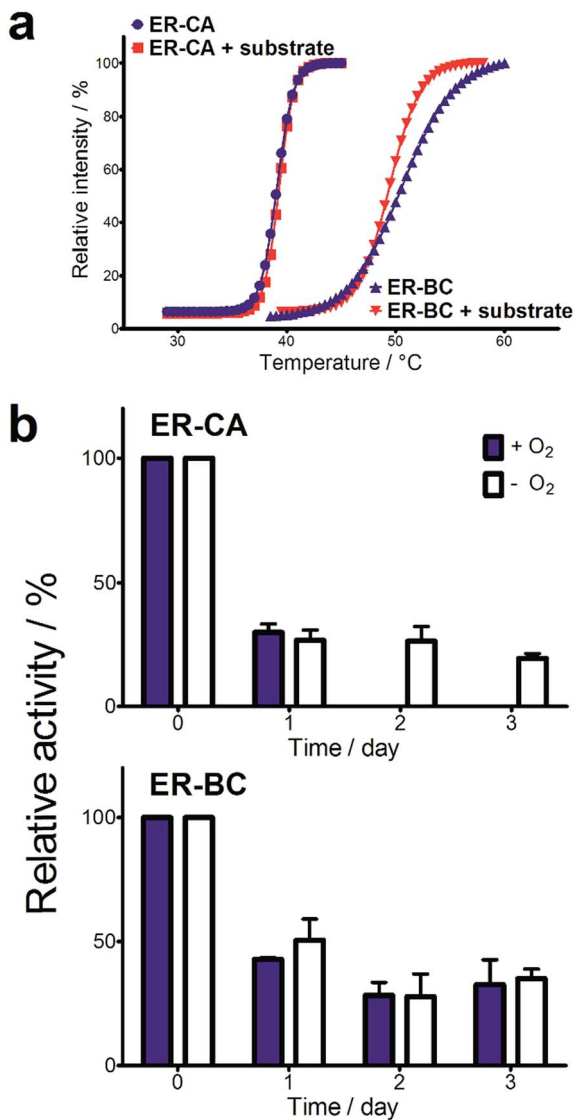 a
ER-CA
ER-CA + substrate
Relative intensity / %
100
80
60
40
20
0
ER-BC
ER-BC + substrate
30
40
50
60
Temperature / °C
b
ER-CA
+ O₂
- O₂
Relative activity / %
100
50
0
0
1
2
3
Time / day
ER-BC
100
50
0
0
1
2
3
Time / day